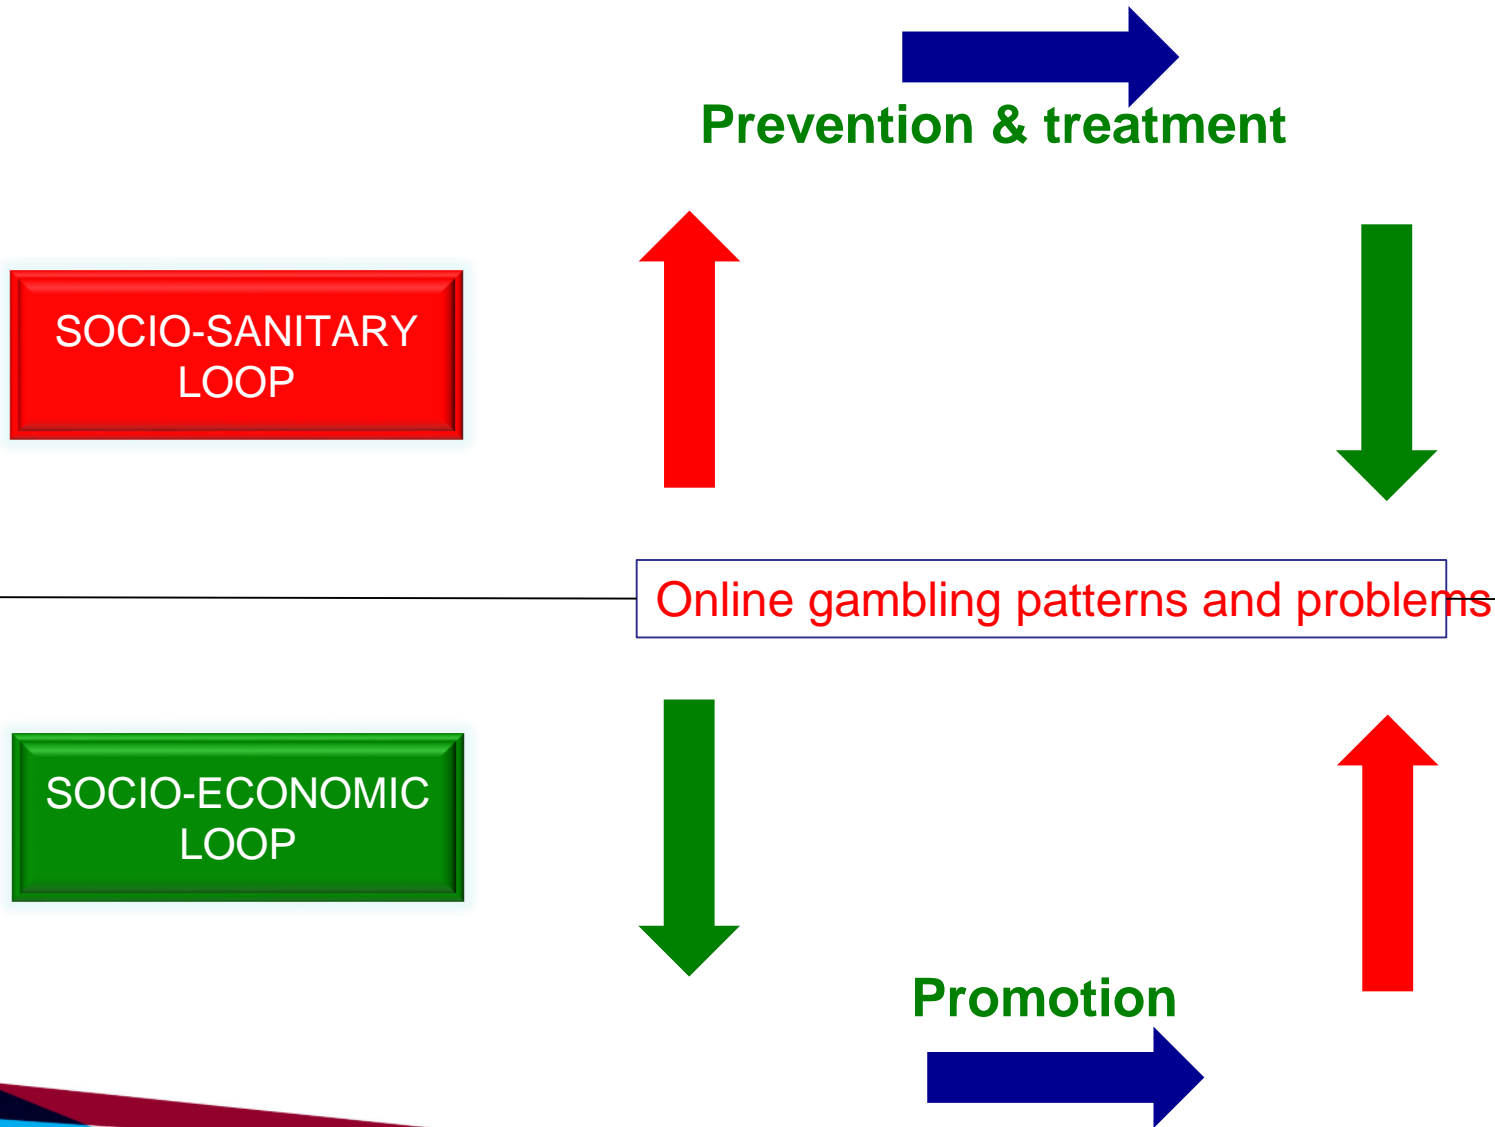 Prevention & treatment
SOCIO-SANITARY
LOOP
Online gambling patterns and problems
SOCIO-ECONOMIC
LOOP
Promotion